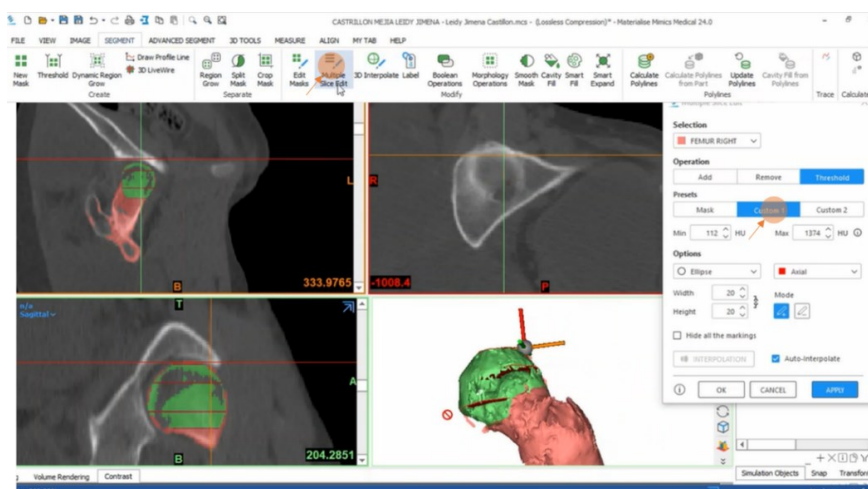 CASTRILLON MEJIA LEIDY JIMENA - Leidy Jimena Castillon.mcs - (Lossless Compression)* - Materialise Mimics Medical 24.0
FILE VIEW IMAGE SEGMENT ADVANCED SEGMENT 3D TOOLS MEASURE ALIGN MY TAB HELP
New Mask
Threshold
Dynamic Region Grow
Draw Profile Line
3D LiveWire
Region Grow
Split Mask
Crop Mask
Edit Masks
Multiple Slice Edit
3D Interpolate
Label
Boolean Operations
Morphology Operations
Smooth Mask
Cavity Fill
Smart Fill
Smart Expand
Calculate Polylines
Calculate Polylines from Part
Update Polylines
Cavity Fill from Polylines
Create Separate Modify Polylines Trace Calculate
Multiple Slice Edit
Selection
FEMUR RIGHT
Operation
Add Remove Threshold
Presets
Mask Custom 1 Custom 2
Min 112 HU Max 1374 HU
Options
Ellipse Axial
Width 20 Mode
Height 20
Hide all the markings
INTERPOLATION Auto-interpolate
OK CANCEL APPLY
L
B
333.9765
R
-1008.4
P
n/a
Sagittal
T
A
B
204.2851
Volume Rendering Contrast
Simulation Objects Snap